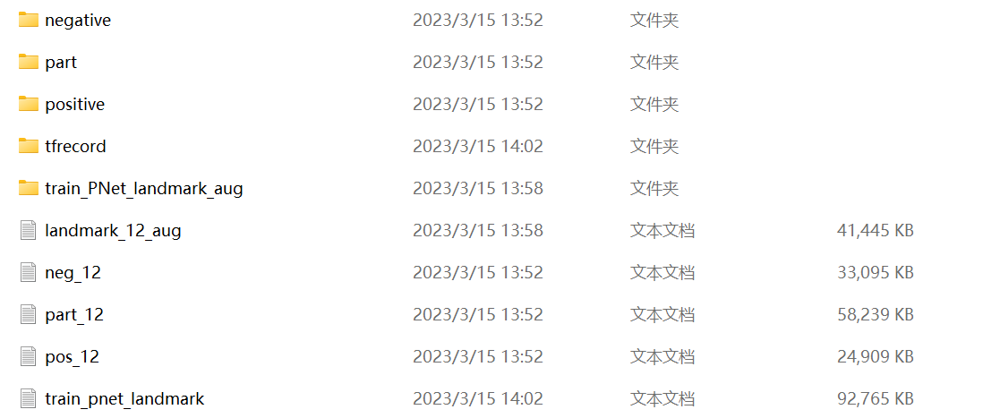 negative 2023/3/15 13:52 文件夹
part 2023/3/15 13:52 文件夹
positive 2023/3/15 13:52 文件夹
tfrecord 2023/3/15 14:02 文件夹
train_PNet_landmark_aug 2023/3/15 13:58 文件夹
landmark_12_aug 2023/3/15 13:58 文本文档 41,445 KB
neg_12 2023/3/15 13:52 文本文档 33,095 KB
part_12 2023/3/15 13:52 文本文档 58,239 KB
pos_12 2023/3/15 13:52 文本文档 24,909 KB
train_pnet_landmark 2023/3/15 14:02 文本文档 92,765 KB